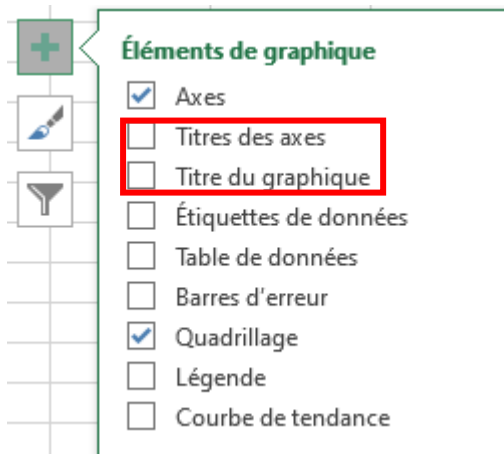 Éléments de graphique
Axes
Titres des axes
Titre du graphique
Étiquettes de données
Table de données
Barres d'erreur
Quadrillage
Légende
Courbe de tendance